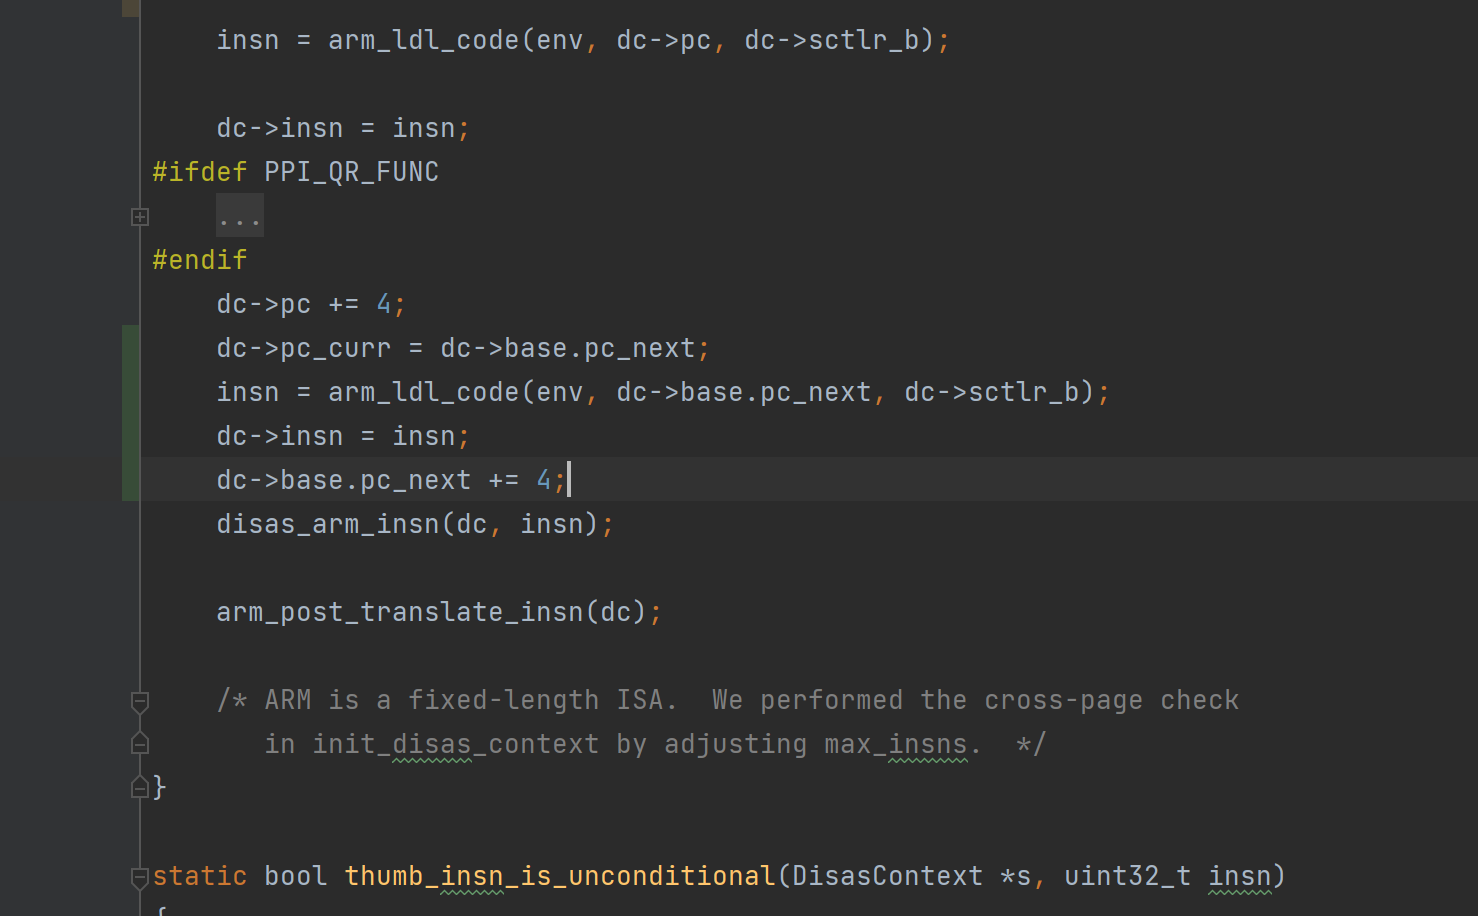 insn = arm_ldl_code(env, dc->pc, dc->sctlr_b);
dc->insn = insn;
#ifdef PPI_QR_FUNC
...
#endif
dc->pc += 4;
dc->pc_curr = dc->base.pc_next;
insn = arm_ldl_code(env, dc->base.pc_next, dc->sctlr_b);
dc->insn = insn;
dc->base.pc_next += 4;
disas_arm_insn(dc, insn);
arm_post_translate_insn(dc);
/* ARM is a fixed-length ISA.  We performed the cross-page check
in init_disas_context by adjusting max_insns.  */
}
static bool thumb_insn_is_unconditional(DisasContext *s, uint32_t insn)
{